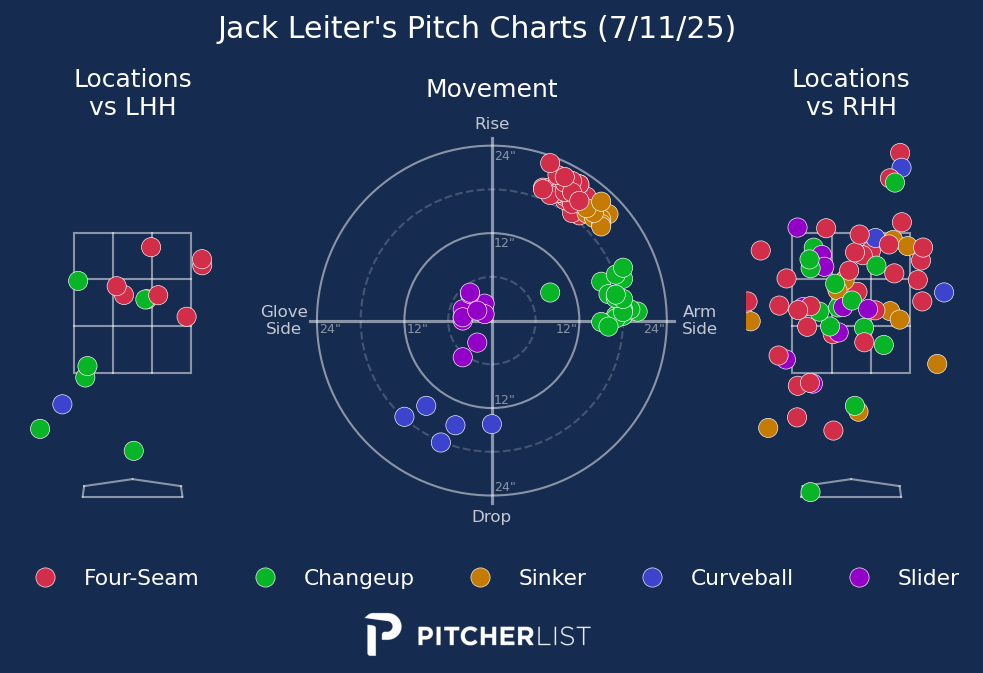 Jack Leiter's Pitch Charts (7/11/25)
Locations
vs LHH
Movement
Locations
vs RHH
Rise
24"
12"
Glove
Side
24"
12"
12"
24"
Arm
Side
12"
24"
Drop
Four-Seam
Changeup
Sinker
Curveball
Slider
PITCHERLIST